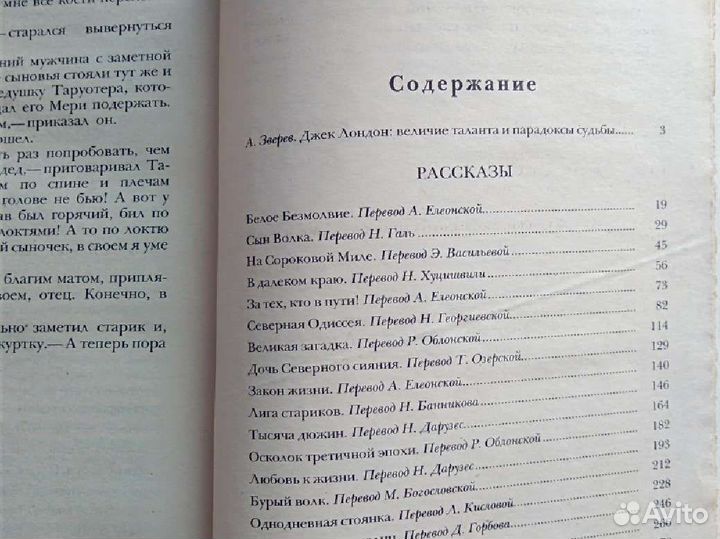 мне все кости
—старался вывернуться
мужчина с заметной
сыновья стояли тут же и
Таруотера, кото-
его Мери подержать.
приказал он.
раз попробовать, чем
дед,—приговаривал Та-
по спине и плечам
голове не бью! А вот у
был горячий, бил по
локтями! А то по локтю
сыночек, в своем я уме
благим матом, припля-
отец. Конечно, в
заметил старик и,
куртку.— А теперь пора
Содержание
А. Зверев. Джек Лондон: величие таланта и парадоксы судьбы..... 3
РАССКАЗЫ
Белое Безмолвие. Перевод А. Елеонской 19
Сын Волка. Перевод Н. Галь 29
На Сороковой Миле. Перевод Э. Васильевой 45
В далеком краю. Перевод Н. Хуцишвили 56
За тех, кто в пути! Перевод А. Елеонской 73
Северная Одиссея. Перевод Н. Георгиевской 82
Великая загадка. Перевод Р. Облонской 114
Дочь Северного сияния. Перевод Т. Озерской 129
Закон жизни. Перевод А. Елеонской 140
Лига стариков. Перевод Н. Банникова 146
Тысяча дюжин. Перевод Н. Дарузес 164
Осколок третичной эпохи. Перевод Р. Облонской 182
Любовь к жизни. Перевод Н. Дарузес 193
Бурый волк. Перевод М. Богословской 212
Однодневная стоянка. Перевод Л. Кисловой 228
Перевод Д. Горбова 246
Avito